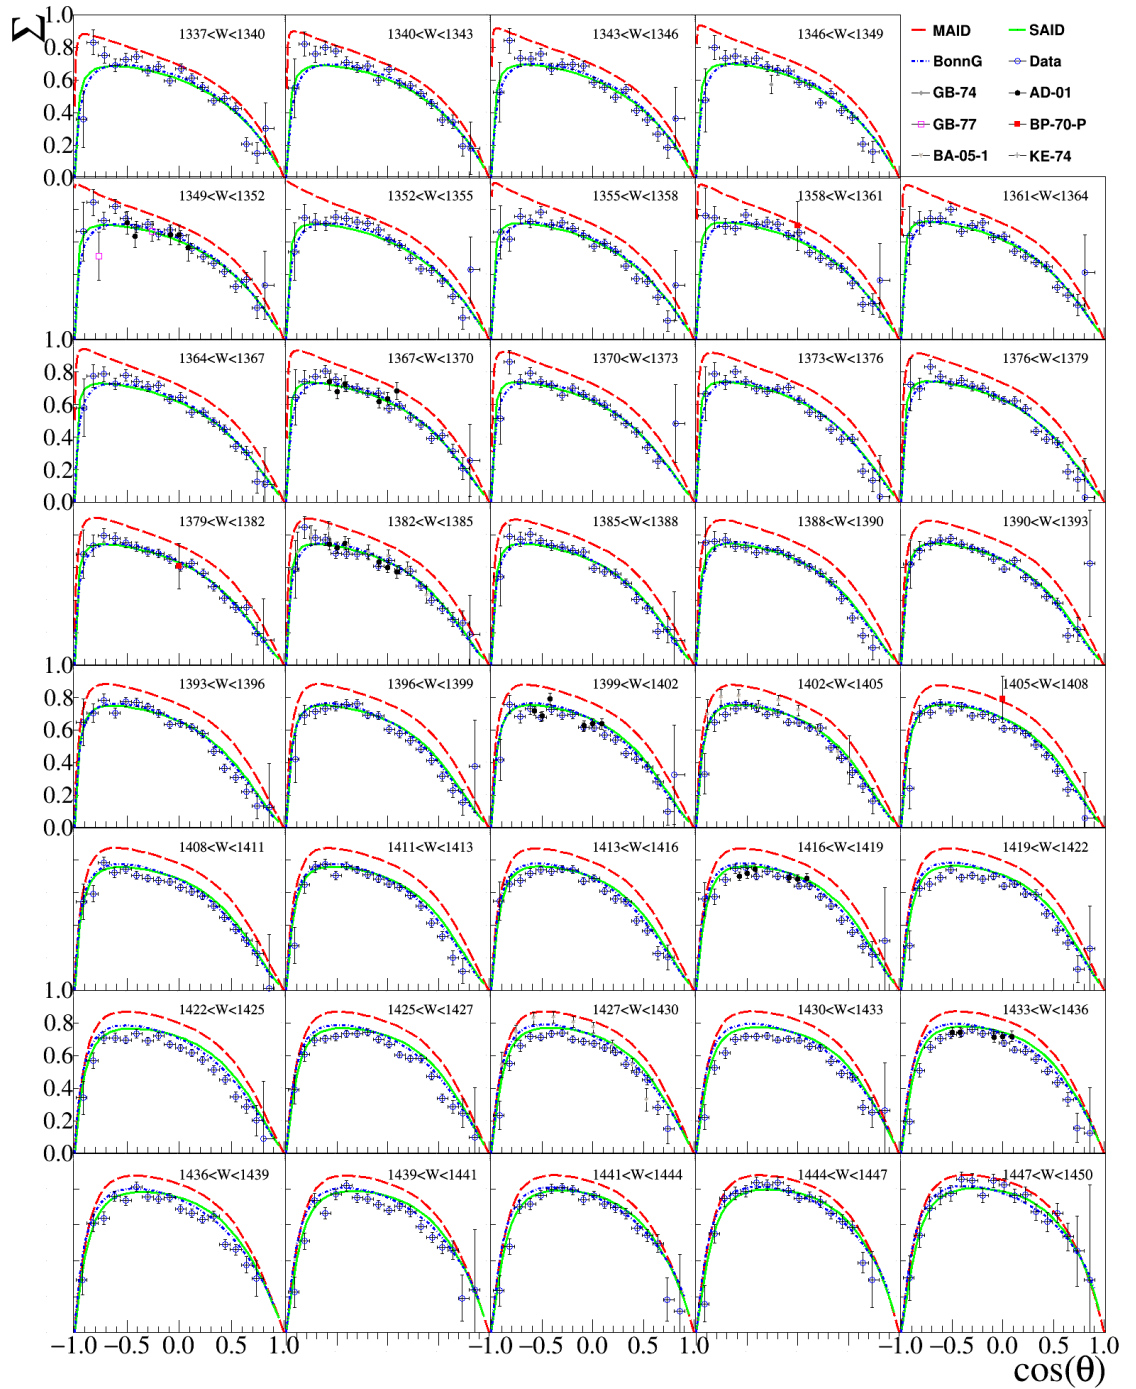 Σ
1.0
1337<W<1340
1340<W<1343
1343<W<1346
1346<W<1349
MAID
SAID
BonnG
Data
GB-74
AD-01
GB-77
BP-70-P
BA-05-1
KE-74
0.8
0.6
0.4
0.2
0.0
1349<W<1352
1352<W<1355
1355<W<1358
1358<W<1361
1361<W<1364
1.0
1364<W<1367
1367<W<1370
1370<W<1373
1373<W<1376
1376<W<1379
0.8
0.6
0.4
0.2
0.0
1379<W<1382
1382<W<1385
1385<W<1388
1388<W<1390
1390<W<1393
1.0
1393<W<1396
1396<W<1399
1399<W<1402
1402<W<1405
1405<W<1408
0.8
0.6
0.4
0.2
0.0
1408<W<1411
1411<W<1413
1413<W<1416
1416<W<1419
1419<W<1422
1.0
1422<W<1425
1425<W<1427
1427<W<1430
1430<W<1433
1433<W<1436
0.8
0.6
0.4
0.2
0.0
1436<W<1439
1439<W<1441
1441<W<1444
1444<W<1447
1447<W<1450
−1.0 −0.5 0.0 0.5 1.0 −0.5 0.0 0.5 1.0 −0.5 0.0 0.5 1.0 −0.5 0.0 0.5 1.0 −0.5 0.0 0.5 1.0
cos(θ)